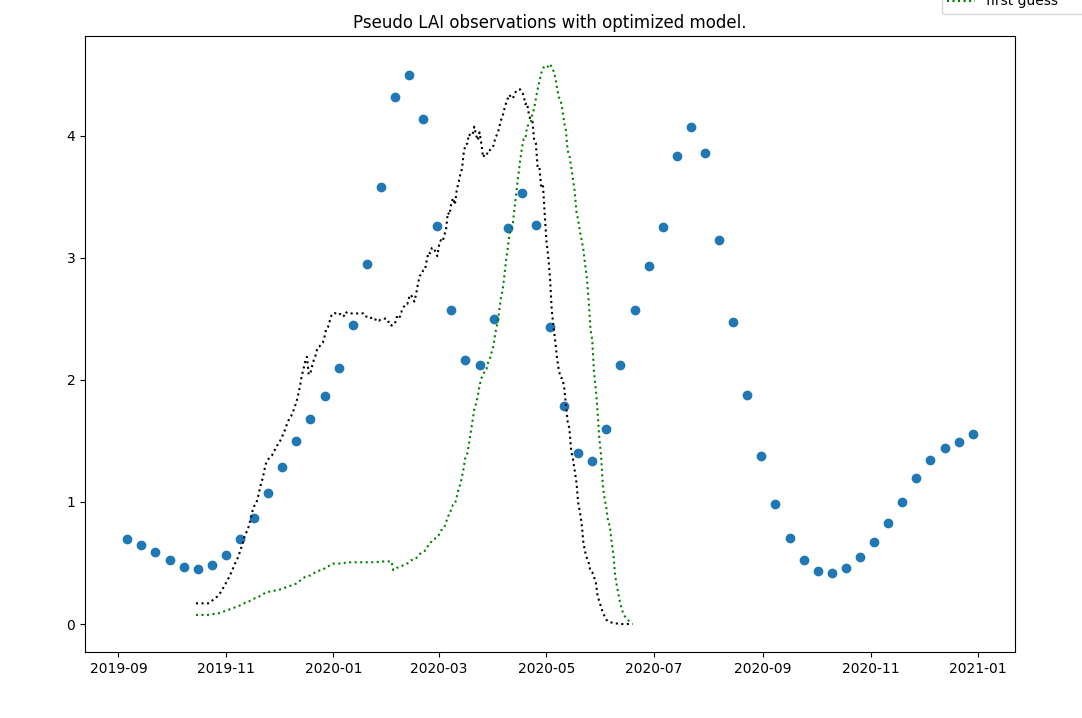 first guess
Pseudo LAI observations with optimized model.
4
3
2
1
0
2019-09 2019-11 2020-01 2020-03 2020-05 2020-07 2020-09 2020-11 2021-01